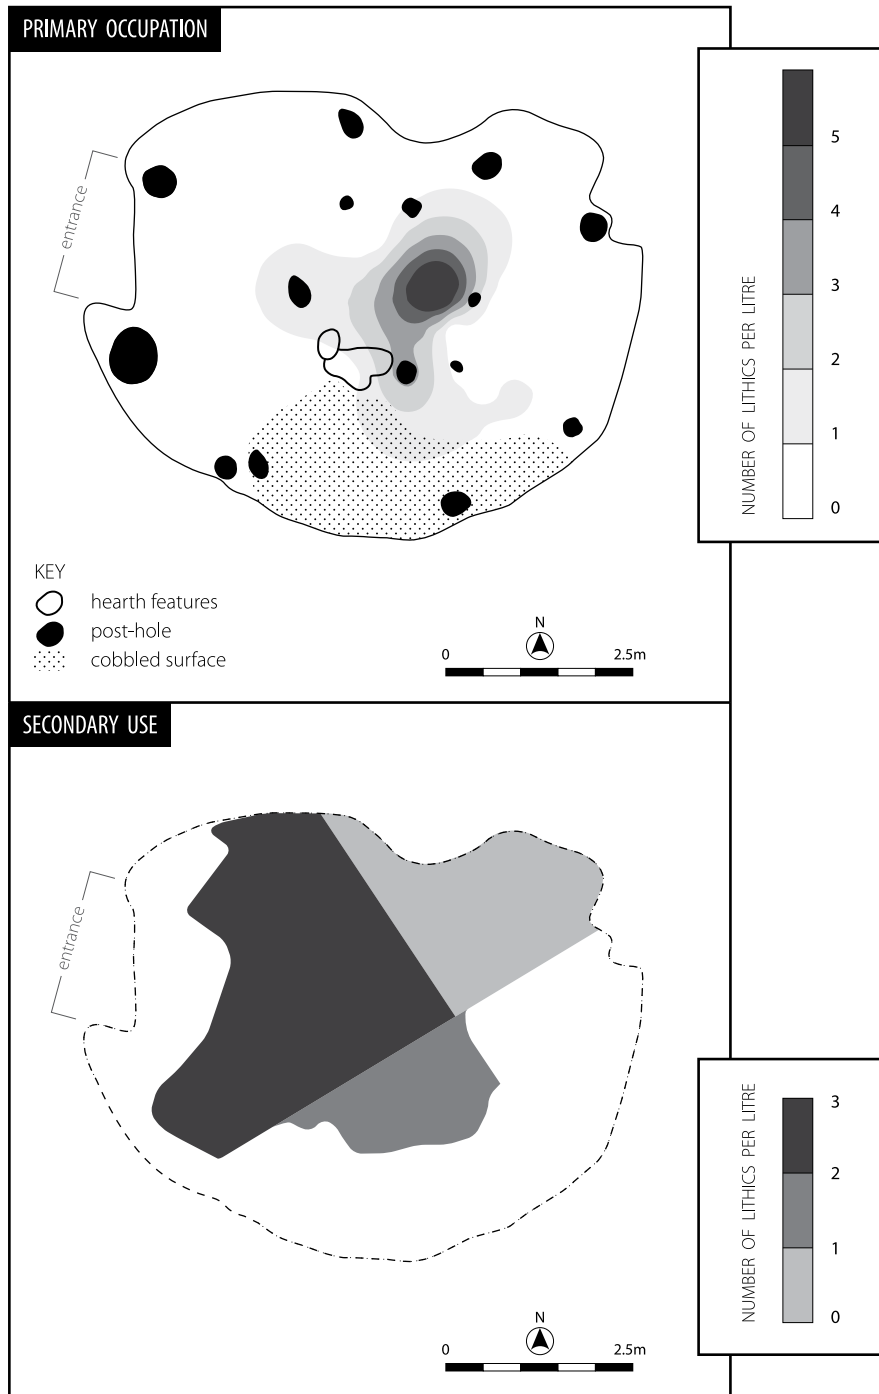 PRIMARY OCCUPATION
entrance
KEY
hearth features
post-hole
cobbled surface
N
0 2.5m
NUMBER OF LITHICS PER LITRE
5
4
3
2
1
0
SECONDARY USE
entrance
N
0 2.5m
NUMBER OF LITHICS PER LITRE
3
2
1
0